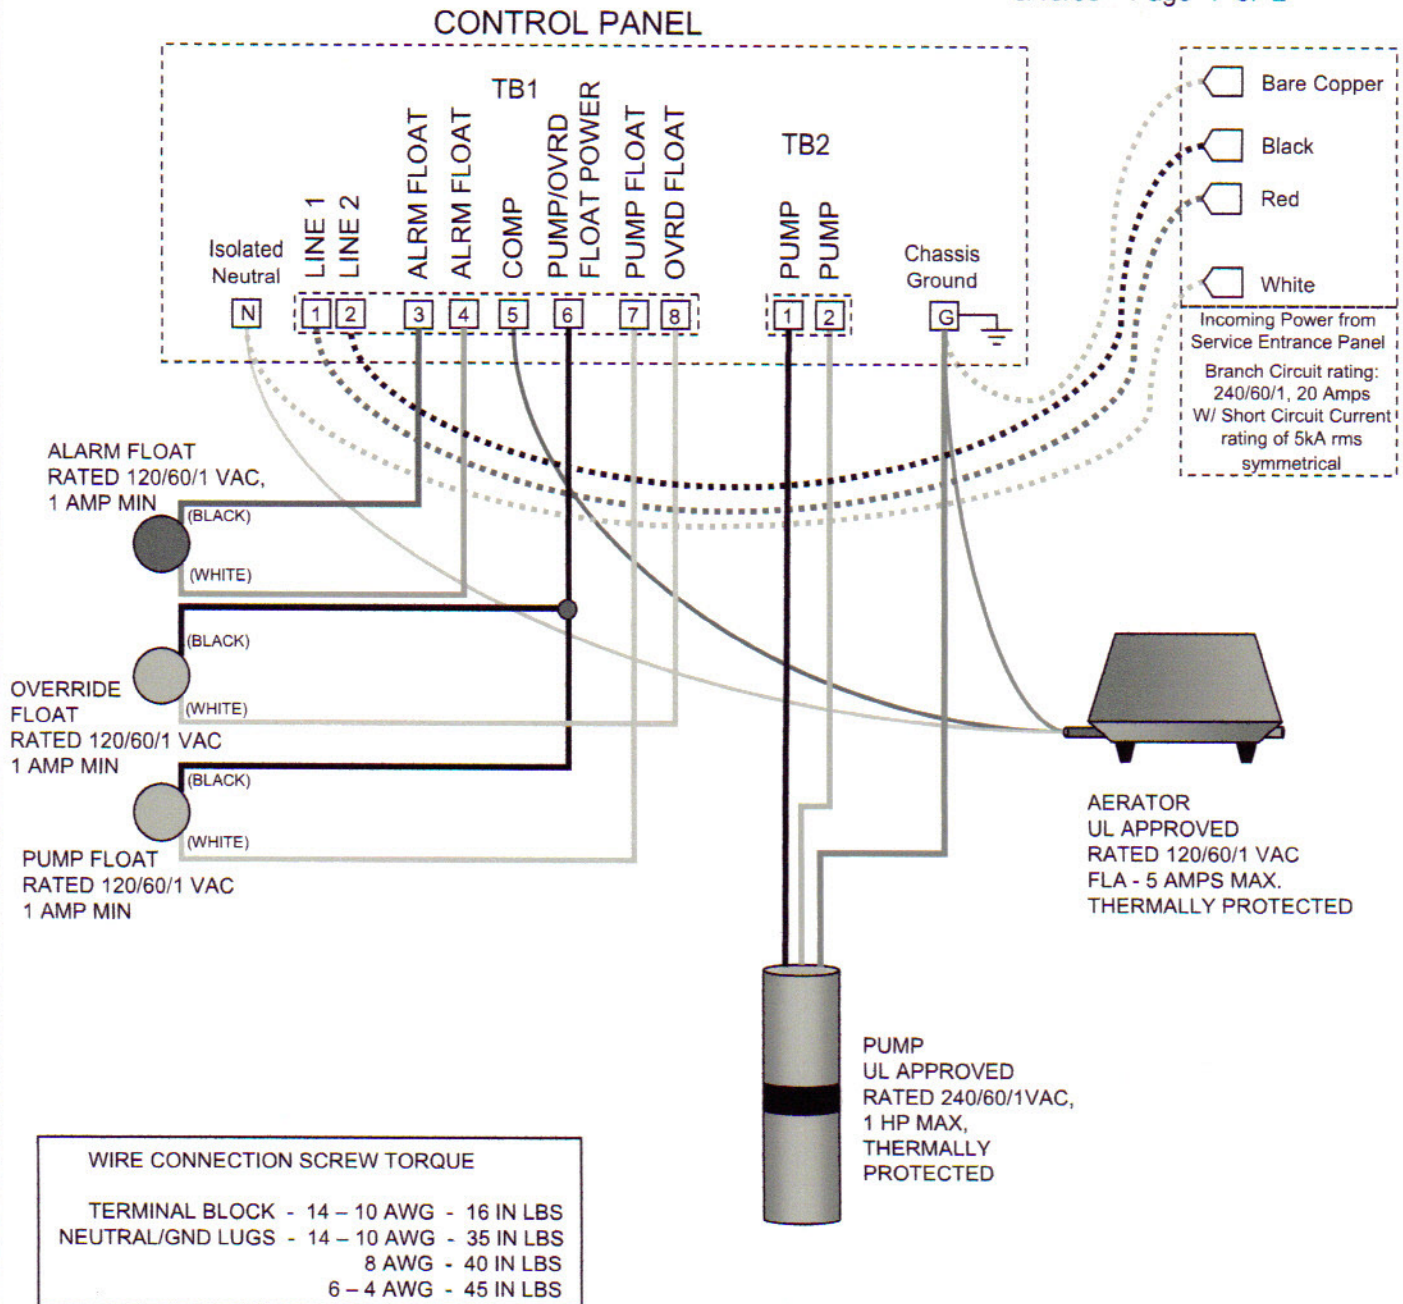 CONTROL PANEL
TB1
LINE 1
LINE 2
ALRM FLOAT
ALRM FLOAT
COMP
PUMP/OVRD
FLOAT POWER
PUMP FLOAT
OVRD FLOAT
TB2
PUMP
PUMP
Isolated
Neutral
Chassis
Ground
N
1
2
3
4
5
6
7
8
1
2
G
Bare Copper
Black
Red
White
Incoming Power from
Service Entrance Panel
Branch Circuit rating:
240/60/1, 20 Amps
W/ Short Circuit Current
rating of 5kA rms
symmetrical
ALARM FLOAT
RATED 120/60/1 VAC,
1 AMP MIN
(BLACK)
(WHITE)
OVERRIDE
FLOAT
RATED 120/60/1 VAC
1 AMP MIN
(BLACK)
(WHITE)
PUMP FLOAT
RATED 120/60/1 VAC
1 AMP MIN
(BLACK)
(WHITE)
AERATOR
UL APPROVED
RATED 120/60/1 VAC
FLA - 5 AMPS MAX.
THERMALLY PROTECTED
PUMP
UL APPROVED
RATED 240/60/1VAC,
1 HP MAX,
THERMALLY
PROTECTED
WIRE CONNECTION SCREW TORQUE
TERMINAL BLOCK - 14 – 10 AWG - 16 IN LBS
NEUTRAL/GND LUGS - 14 – 10 AWG - 35 IN LBS
8 AWG - 40 IN LBS
6 – 4 AWG - 45 IN LBS